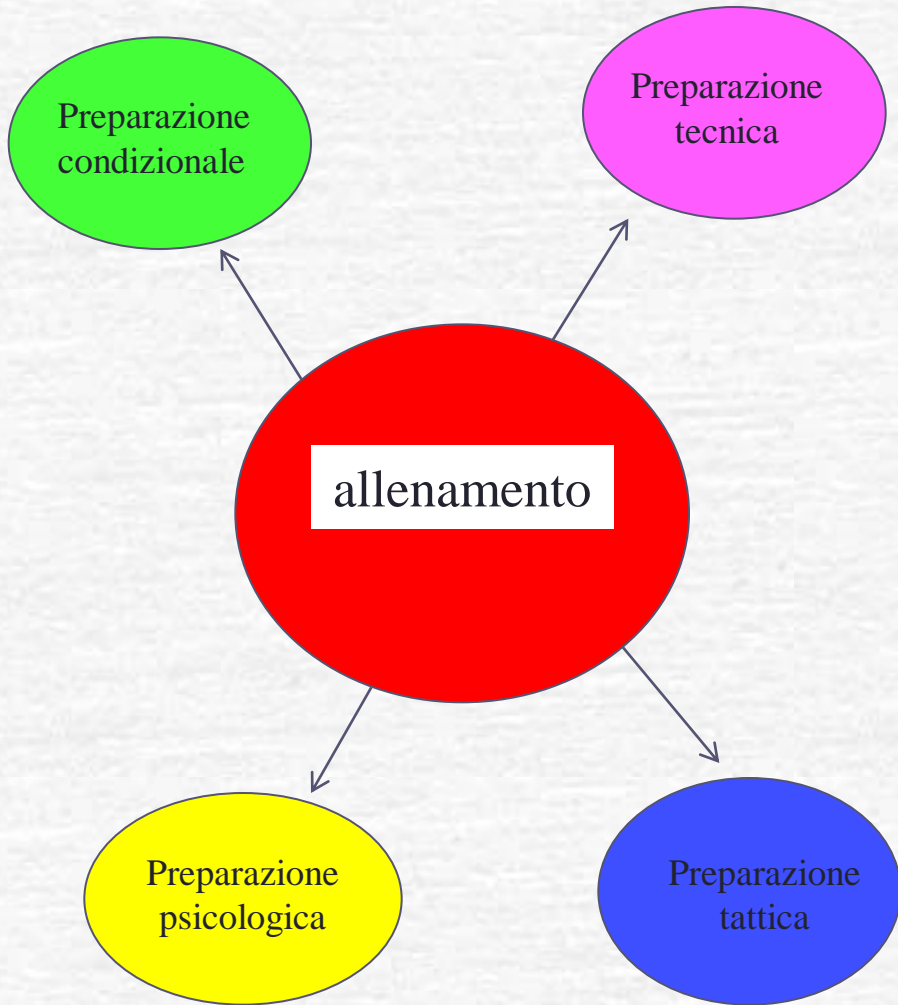 Preparazione
condizionale
Preparazione
tecnica
allenamento
Preparazione
psicologica
Preparazione
tattica